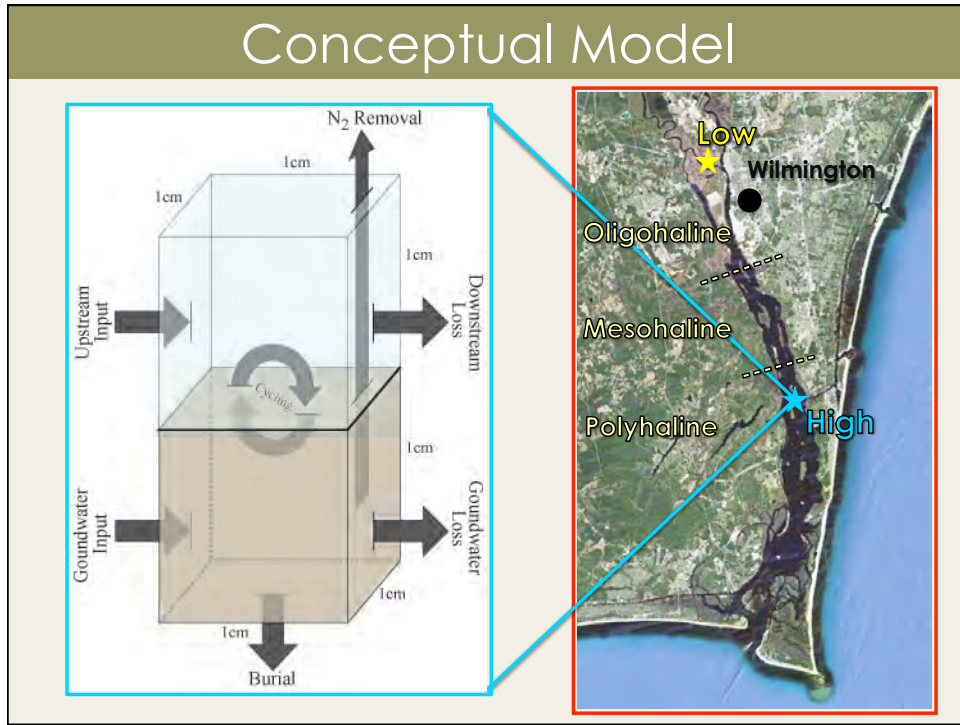 Conceptual Model
N2 Removal
1cm
1cm
1cm
Upstream
Input
Downstream
Loss
Cycling
1cm
Goundwater
Input
Goundwater
Loss
1cm
1cm
Burial
Low
Wilmington
Oligohaline
Mesohaline
Polyhaline
High